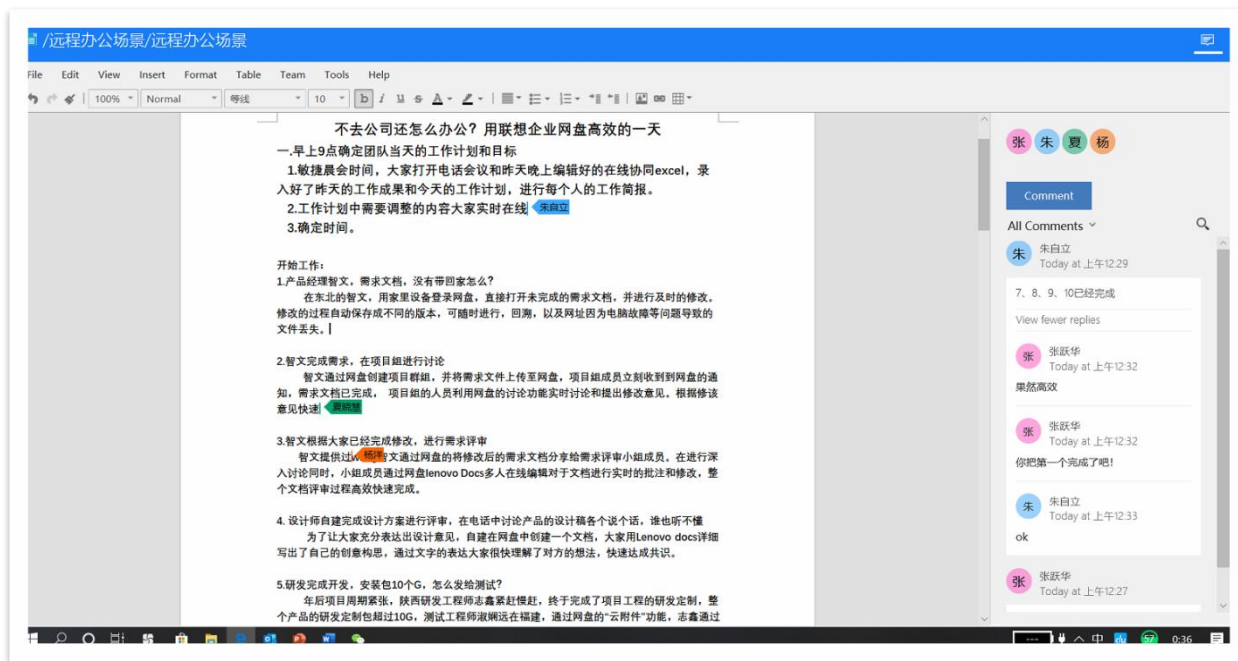 /远程办公场景/远程办公场景
File Edit View Insert Format Table Team Tools Help
100% Normal 等线 10 b i u s A
不去公司还怎么办公?用联想企业网盘高效的一天
一.早上9点确定团队当天的工作计划和目标
1.敏捷晨会时间，大家打开电话会议和昨天晚上编辑好的在线协同excel，录
入好了昨天的工作成果和今天的工作计划，进行每个人的工作简报。
2.工作计划中需要调整的内容大家实时在线 朱自立
3.确定时间。
开始工作：
1.产品经理智文，需求文档，没有带回家怎么?
在东北的智文，用家里设备登录网盘，直接打开未完成的需求文档，并进行及时的修改。
修改的过程自动保存成不同的版本，可随时进行，回溯，以及网址因为电脑故障等问题导致的
文件丢失。
2.智文完成需求，在项目组进行讨论
智文通过网盘创建项目群组，并将需求文件上传至网盘，项目组成员立刻收到到网盘的通
知，需求文档已完成， 项目组的人员利用网盘的讨论功能实时讨论和提出修改意见。根据修该
意见快速 夏晓慧
3.智文根据大家已经完成修改，进行需求评审
智文提供过w 杨洋 文通过网盘的将修改后的需求文档分享给需求评审小组成员。在进行深
入讨论同时，小组成员通过网盘lenovo Docs多人在线编辑对于文档进行实时的批注和修改，整
个文档评审过程高效快速完成。
4. 设计师自建完成设计方案进行评审，在电话中讨论产品的设计稿各个说个话，谁也听不懂
为了让大家充分表达出设计意见，自建在网盘中创建一个文档，大家用Lenovo docs详细
写出了自己的创意构思，通过文字的表达大家很快理解了对方的想法，快速达成共识。
5.研发完成开发，安装包10个G，怎么发给测试?
年后项目周期紧张，陕西研发工程师志鑫紧赶慢赶，终于完成了项目工程的研发定制，整
个产品的研发定制包超过10G，测试工程师淑娴远在福建，通过网盘的“云附件”功能，志鑫通过
张 朱 夏 杨
Comment
All Comments
朱 朱自立
Today at 上午12:29
7、8、9、10已经完成
View fewer replies
张 张跃华
Today at 上午12:32
果然高效
张 张跃华
Today at 上午12:32
你把第一个完成了吧!
朱 朱自立
Today at 上午12:33
ok
张 张跃华
Today at 上午12:27
中 du 57 0:36